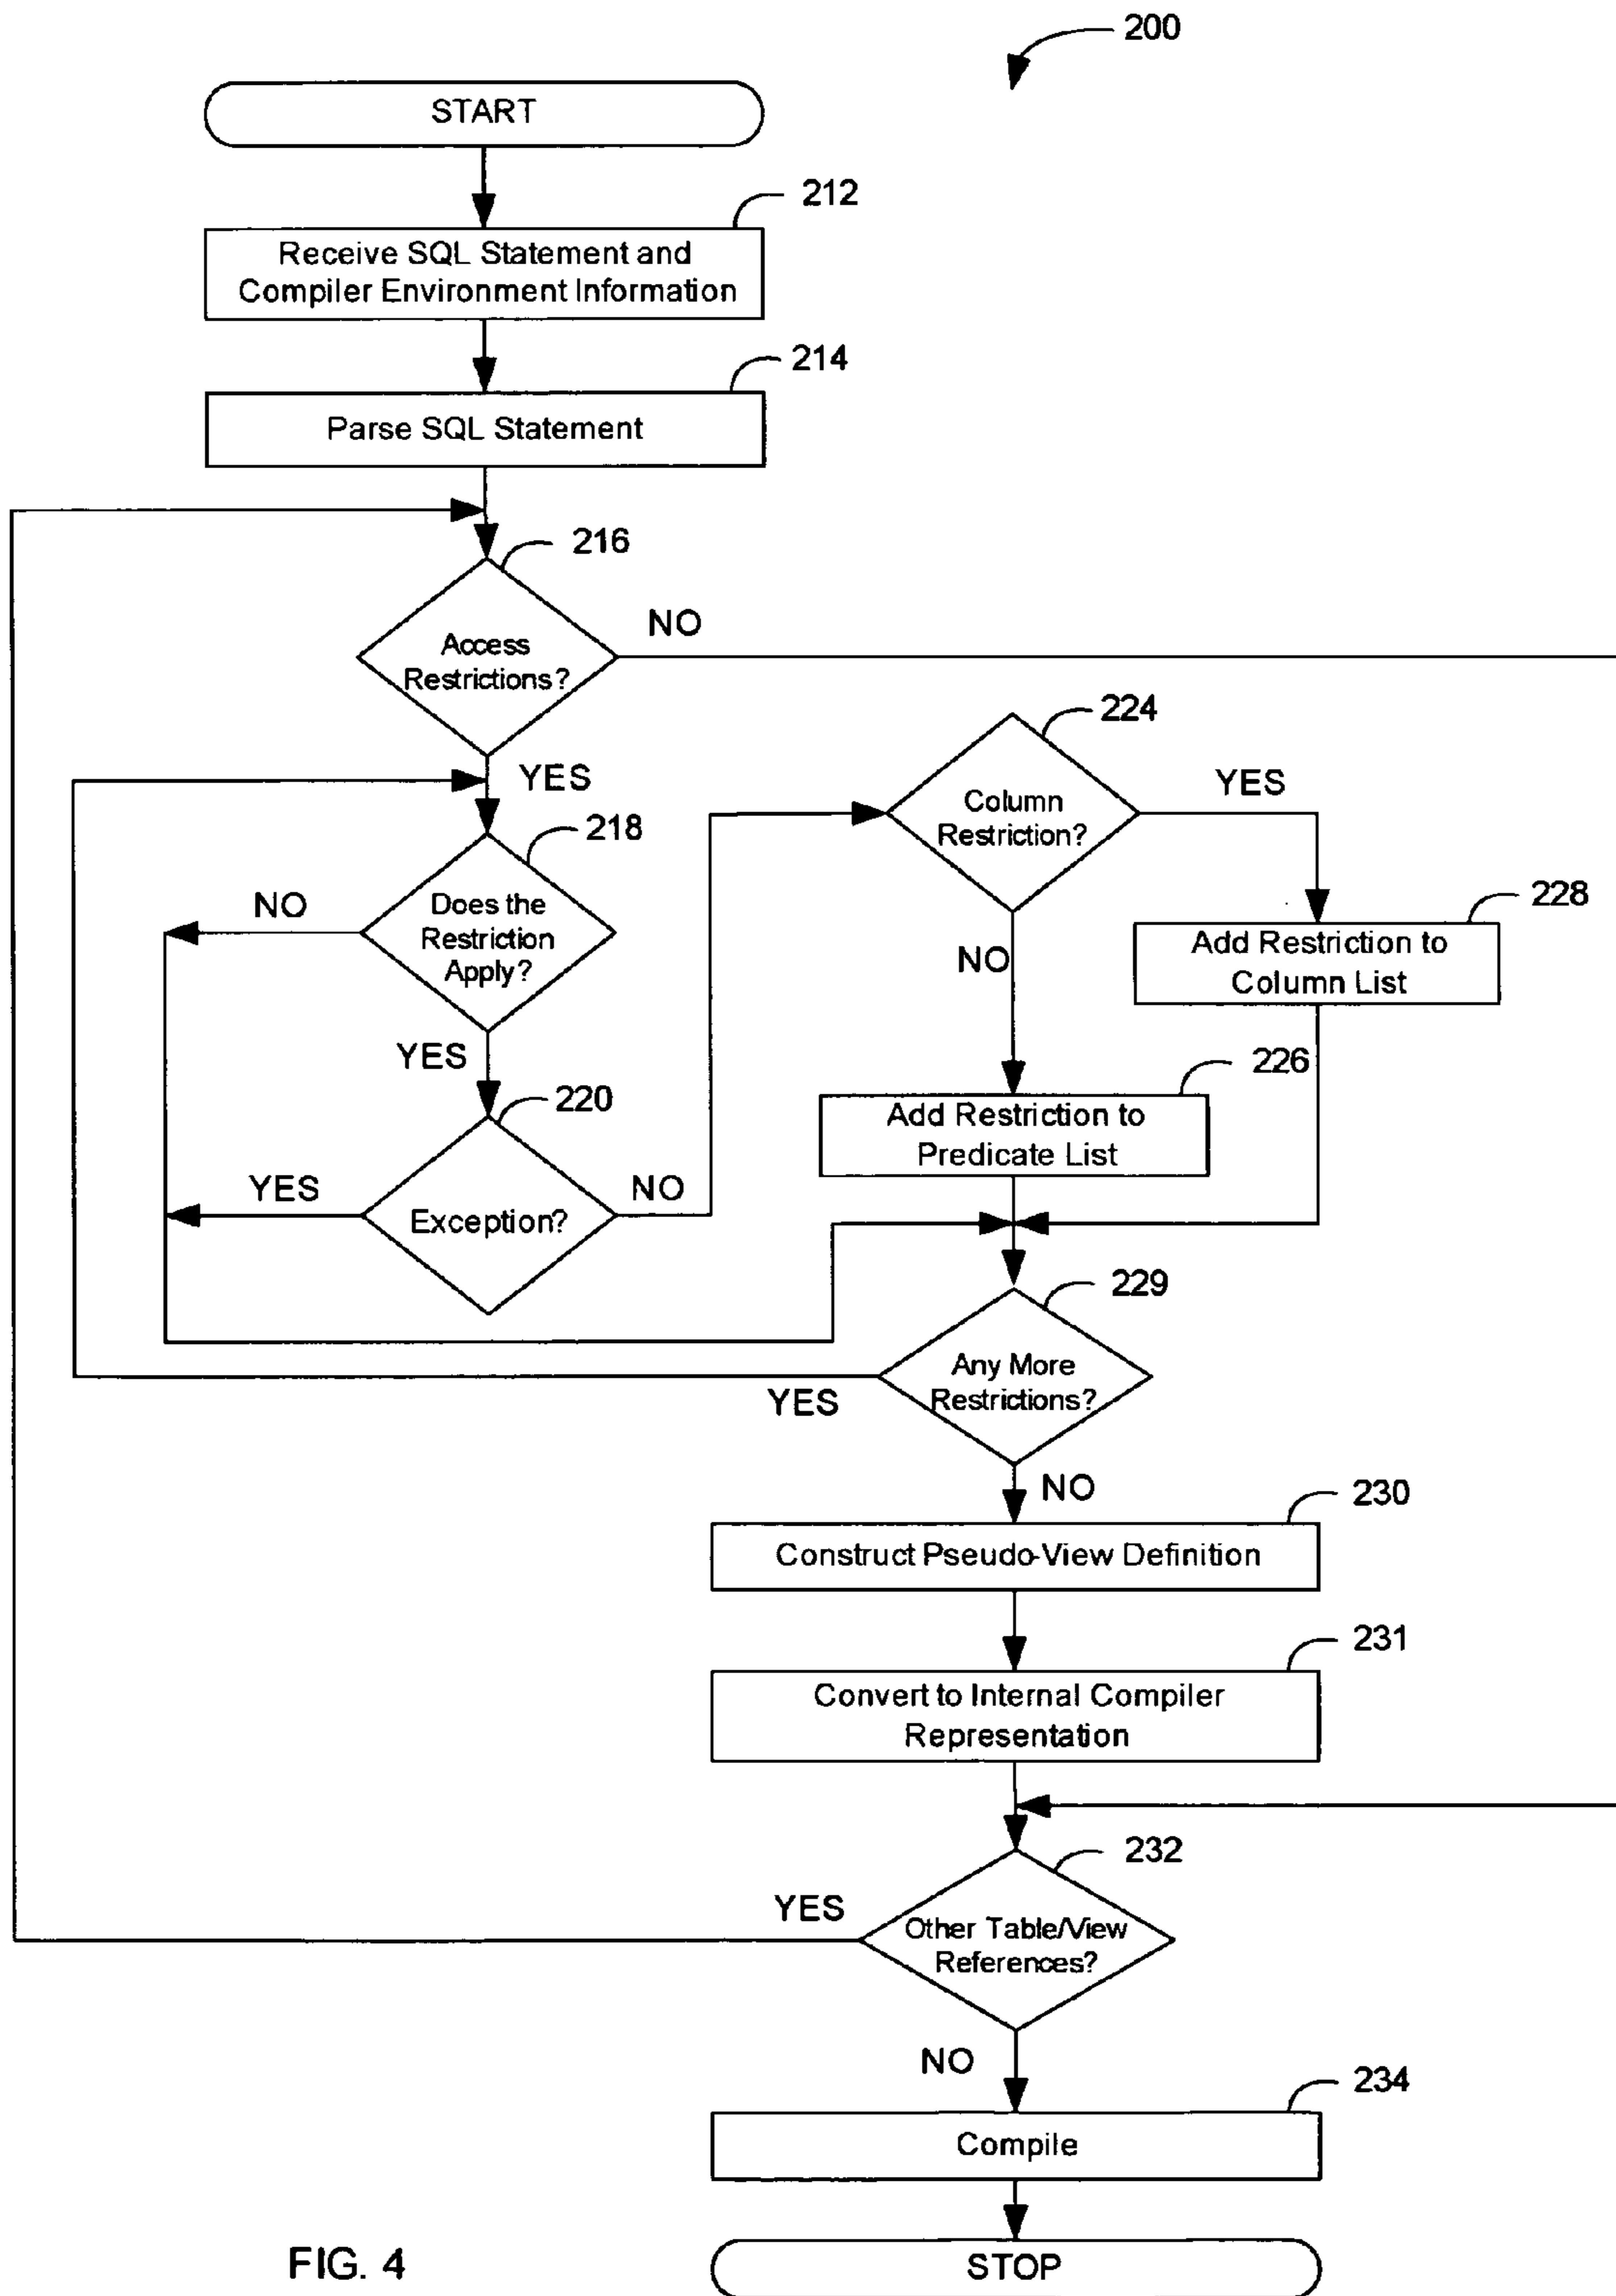 200
START
212
Receive SQL Statement and
Compiler Environment Information
214
Parse SQL Statement
216
Access
Restrictions?
NO
YES
224
Column
Restriction?
YES
218
Does the
Restriction
Apply?
NO
228
Add Restriction to
Column List
NO
YES
226
Add Restriction to
Predicate List
220
Exception?
YES
NO
229
Any More
Restrictions?
YES
NO
230
Construct Pseudo-View Definition
231
Convert to Internal Compiler
Representation
232
Other Table/View
References?
YES
NO
234
Compile
STOP
FIG. 4